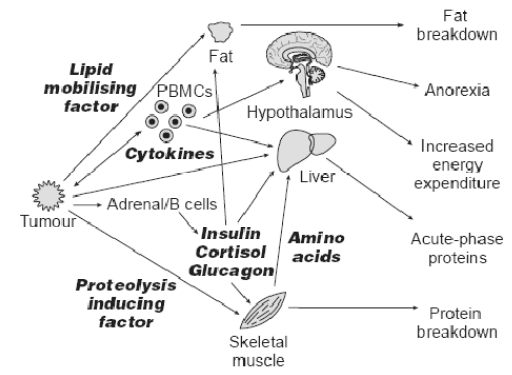 Fat
breakdown
Fat
Lipid
mobilising
factor
PBMCs
Anorexia
Hypothalamus
Cytokines
Increased
energy
expenditure
Liver
Tumour
Adrenal/B cells
Insulin
Cortisol
Glucagon
Amino
acids
Acute-phase
proteins
Proteolysis
inducing
factor
Protein
breakdown
Skeletal
muscle